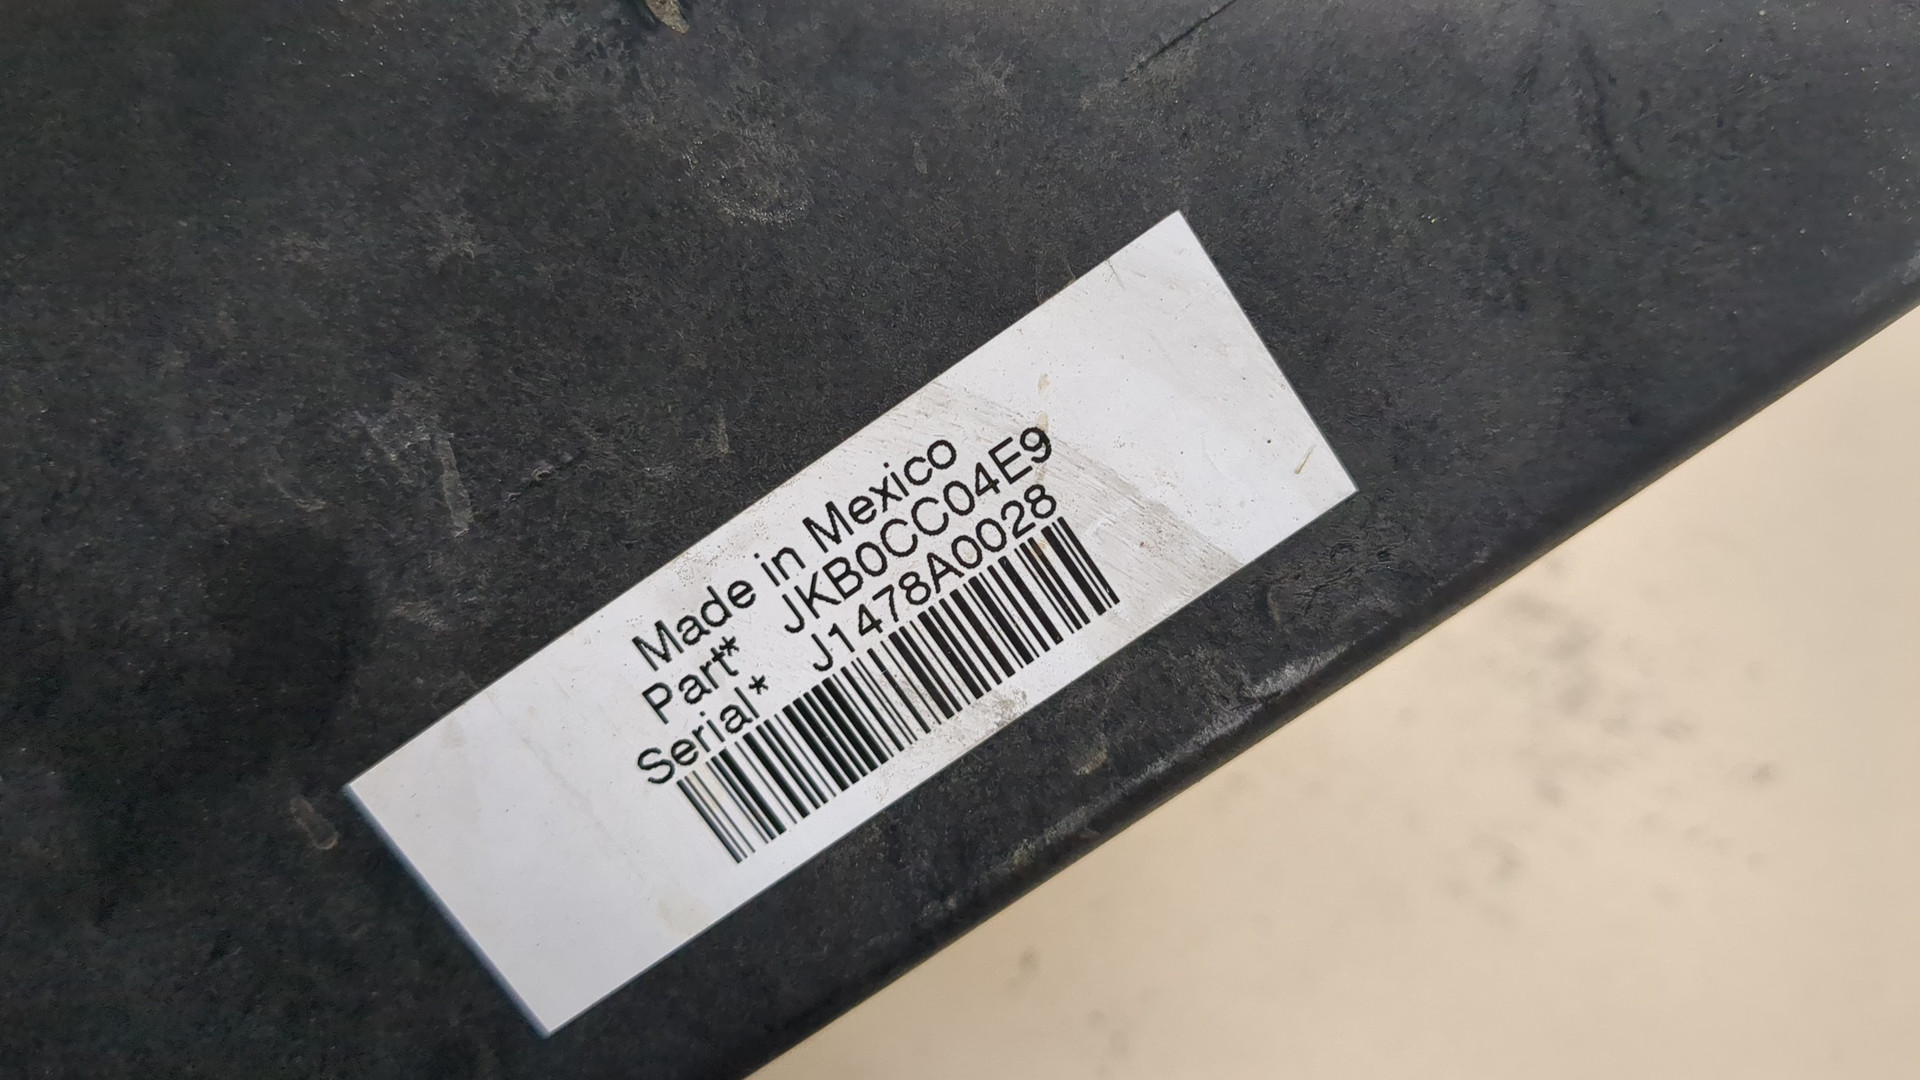 Made in Mexico
Part* JKB0CC04E9
Serial* J1478A0028